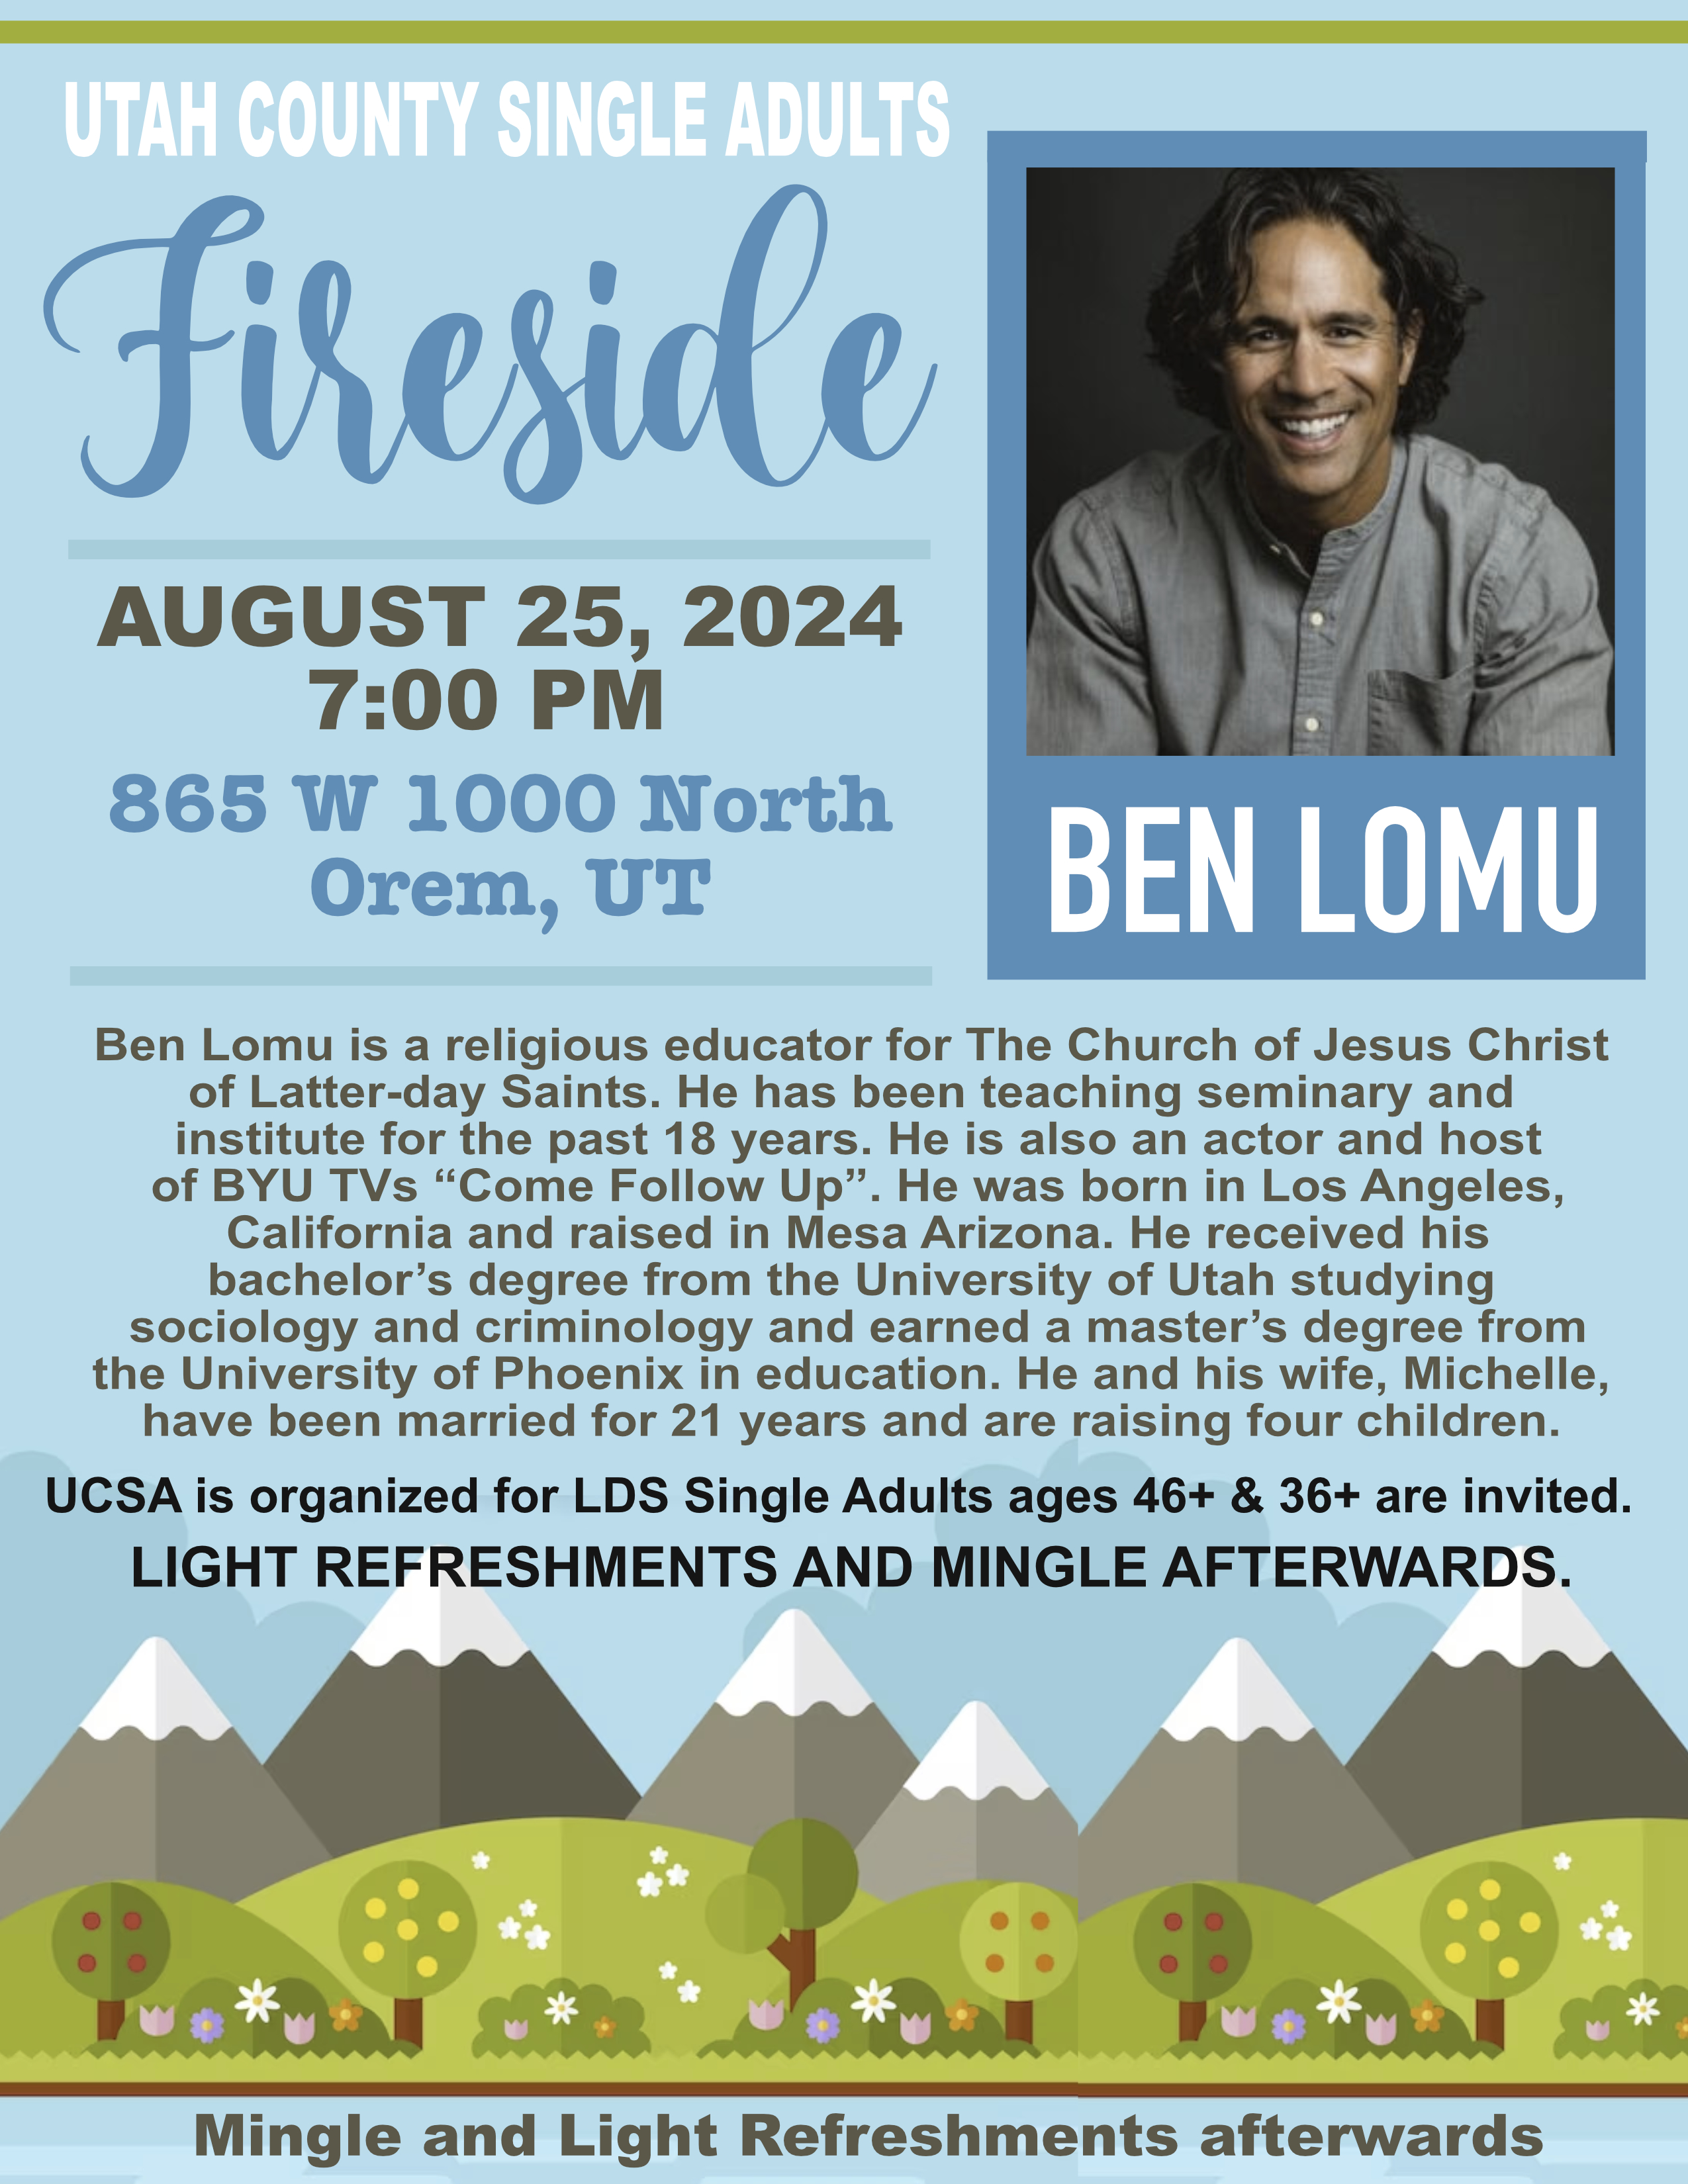 UTAH COUNTY SINGLE ADULTS
Fireside
AUGUST 25, 2024
7:00 PM
865 W 1000 North
Orem, UT
BEN LOMU
Ben Lomu is a religious educator for The Church of Jesus Christ
of Latter-day Saints. He has been teaching seminary and
institute for the past 18 years. He is also an actor and host
of BYU TVs “Come Follow Up”. He was born in Los Angeles,
California and raised in Mesa Arizona. He received his
bachelor’s degree from the University of Utah studying
sociology and criminology and earned a master’s degree from
the University of Phoenix in education. He and his wife, Michelle,
have been married for 21 years and are raising four children.
UCSA is organized for LDS Single Adults ages 46+ & 36+ are invited.
LIGHT REFRESHMENTS AND MINGLE AFTERWARDS.
Mingle and Light Refreshments afterwards